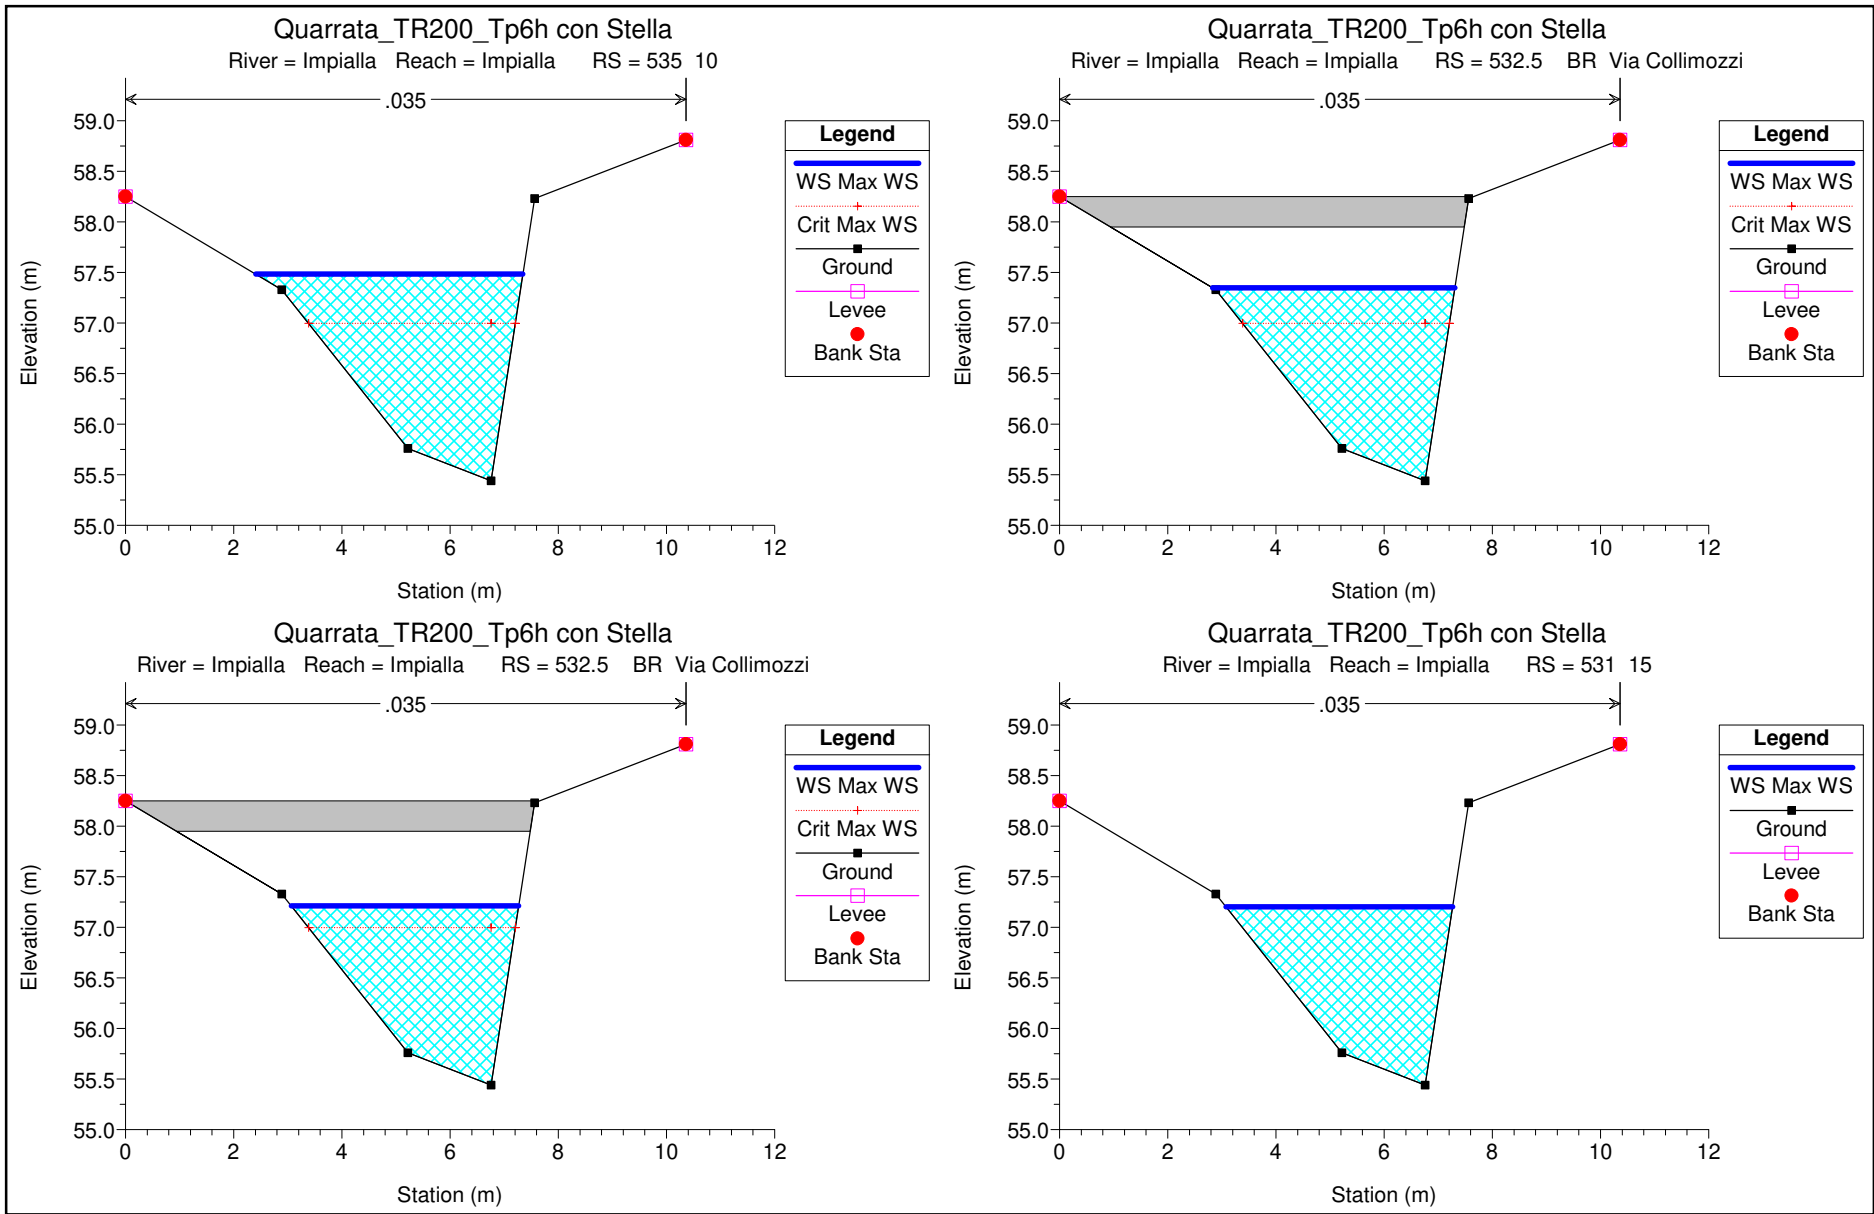 Quarrata_TR200_Tp6h con Stella
River = Impialla Reach = Impialla RS = 535 10
.035
59.0
58.5
58.0
57.5
57.0
56.5
56.0
55.5
55.0
0 2 4 6 8 10 12
Station (m)
Elevation (m)
Legend
WS Max WS
Crit Max WS
Ground
Levee
Bank Sta
Quarrata_TR200_Tp6h con Stella
River = Impialla Reach = Impialla RS = 532.5 BR Via Collimozzi
.035
59.0
58.5
58.0
57.5
57.0
56.5
56.0
55.5
55.0
0 2 4 6 8 10 12
Station (m)
Elevation (m)
Legend
WS Max WS
Crit Max WS
Ground
Levee
Bank Sta
Quarrata_TR200_Tp6h con Stella
River = Impialla Reach = Impialla RS = 532.5 BR Via Collimozzi
.035
59.0
58.5
58.0
57.5
57.0
56.5
56.0
55.5
55.0
0 2 4 6 8 10 12
Station (m)
Elevation (m)
Legend
WS Max WS
Crit Max WS
Ground
Levee
Bank Sta
Quarrata_TR200_Tp6h con Stella
River = Impialla Reach = Impialla RS = 531 15
.035
59.0
58.5
58.0
57.5
57.0
56.5
56.0
55.5
55.0
0 2 4 6 8 10 12
Station (m)
Elevation (m)
Legend
WS Max WS
Ground
Levee
Bank Sta